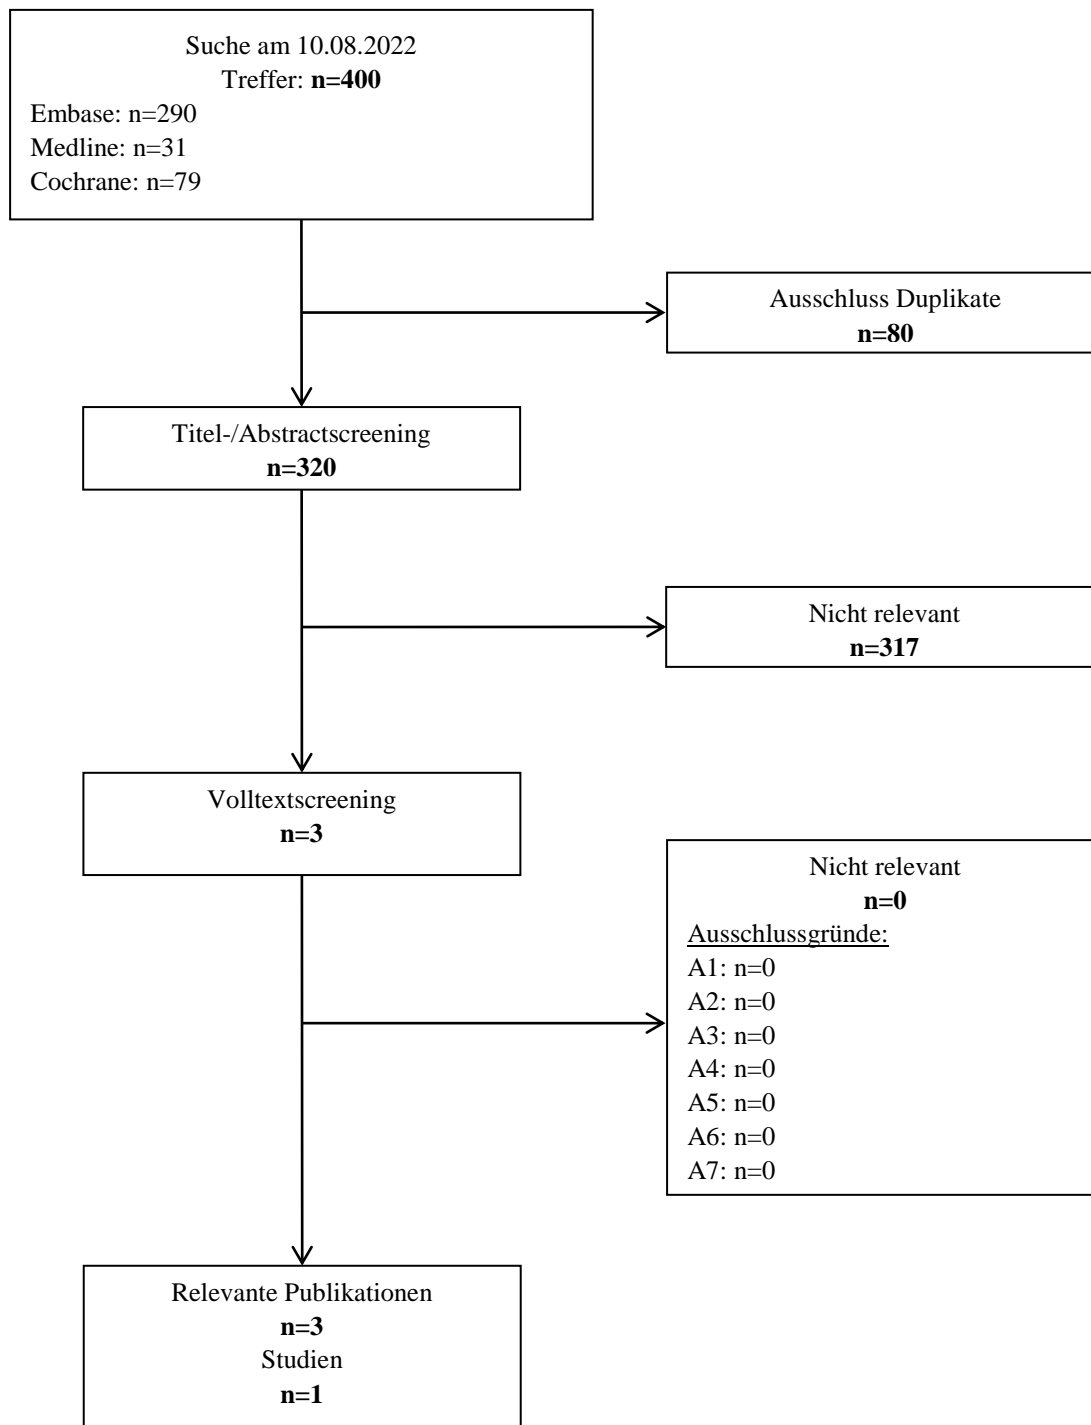 Suche am 10.08.2022
Treffer: n=400
Embase: n=290
Medline: n=31
Cochrane: n=79
Ausschluss Duplikate
n=80
Titel-/Abstractscreening
n=320
Nicht relevant
n=317
Volltextscreening
n=3
Nicht relevant
n=0
Ausschlussgründe:
A1: n=0
A2: n=0
A3: n=0
A4: n=0
A5: n=0
A6: n=0
A7: n=0
Relevante Publikationen
n=3
Studien
n=1